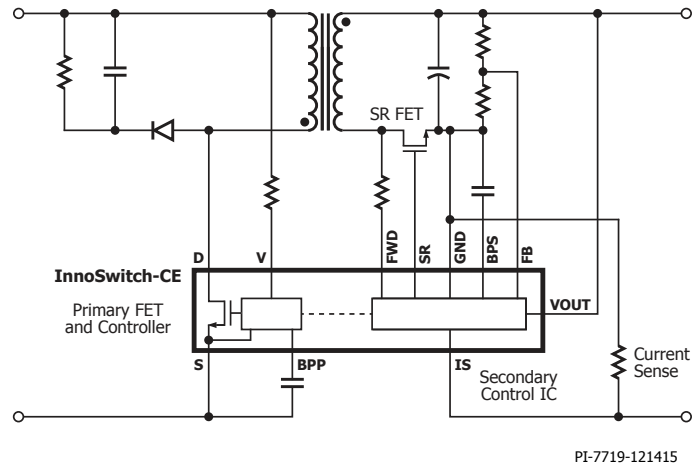 SR FET
D
V
FWD
SR
GND
BPS
FB
InnoSwitch-CE
Primary FET
and Controller
VOUT
S
BPP
IS
Secondary
Control IC
Current
Sense
PI-7719-121415